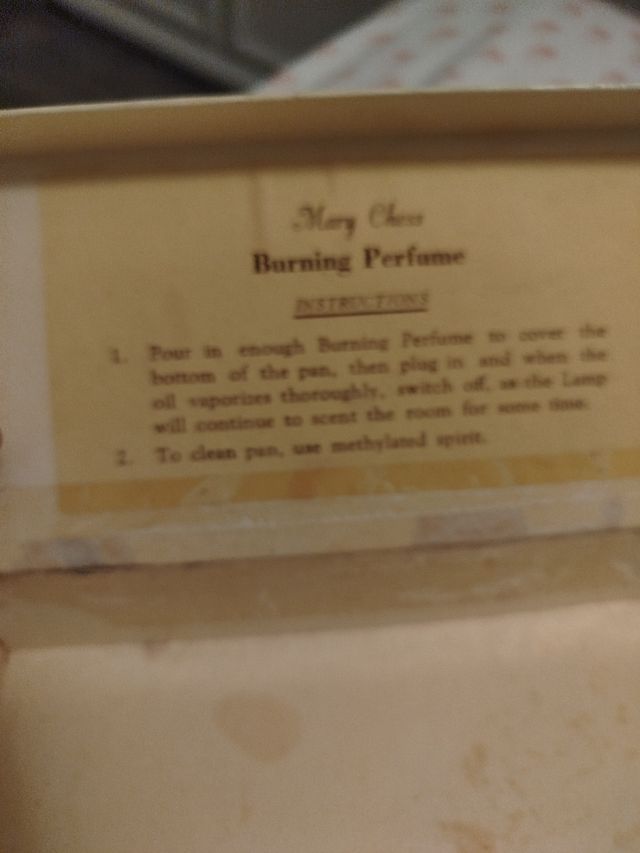 Mary Chess
Burning Perfume
INSTRUCTIONS
1. Pour in enough Burning Perfume to cover the
bottom of the pan, then plug in and when the
oil vaporizes thoroughly, switch off, as the Lamp
will continue to scent the room for some time.
2. To clean pan, use methylated spirit.